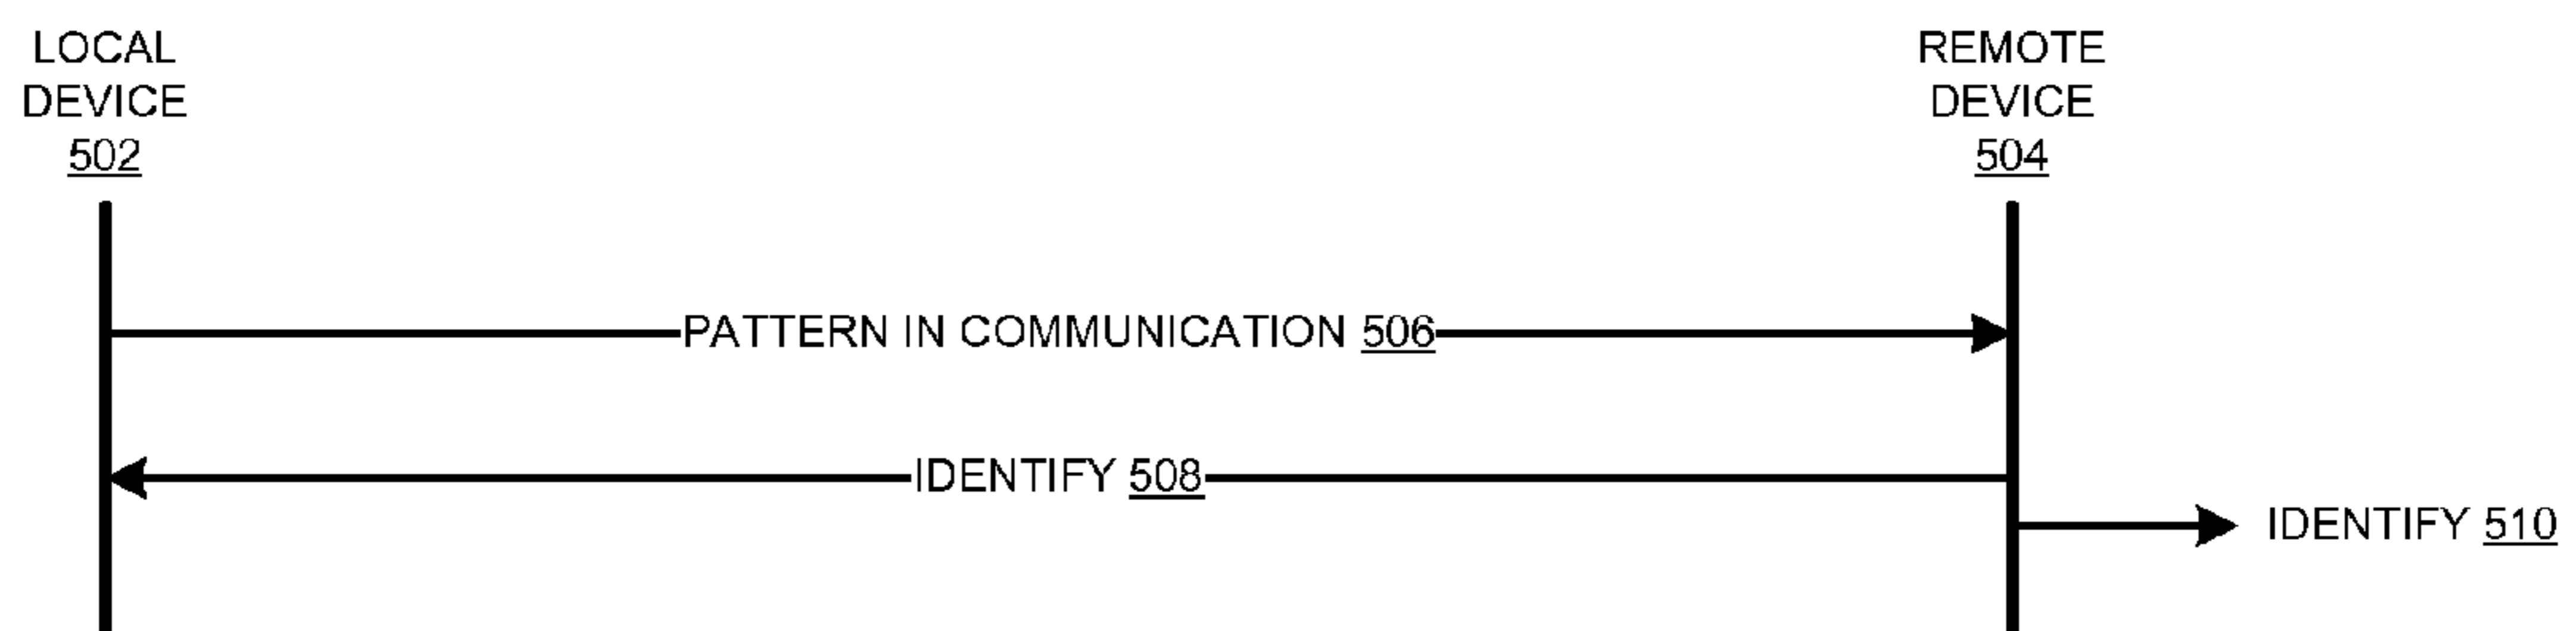 LOCAL
DEVICE
502
REMOTE
DEVICE
504
PATTERN IN COMMUNICATION 506
IDENTIFY 508
IDENTIFY 510